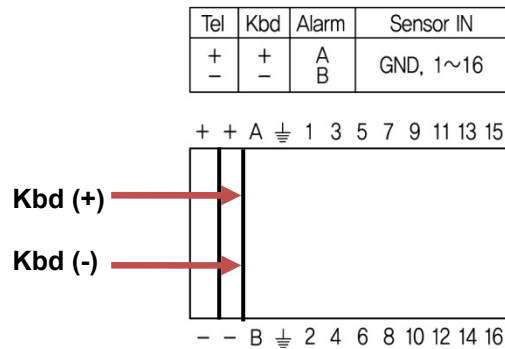 Tel Kbd Alarm Sensor IN
+ + A GND, 1~16
− − B
+ + A ⏚ 1 3 5 7 9 11 13 15
Kbd (+)
Kbd (-)
− − B ⏚ 2 4 6 8 10 12 14 16